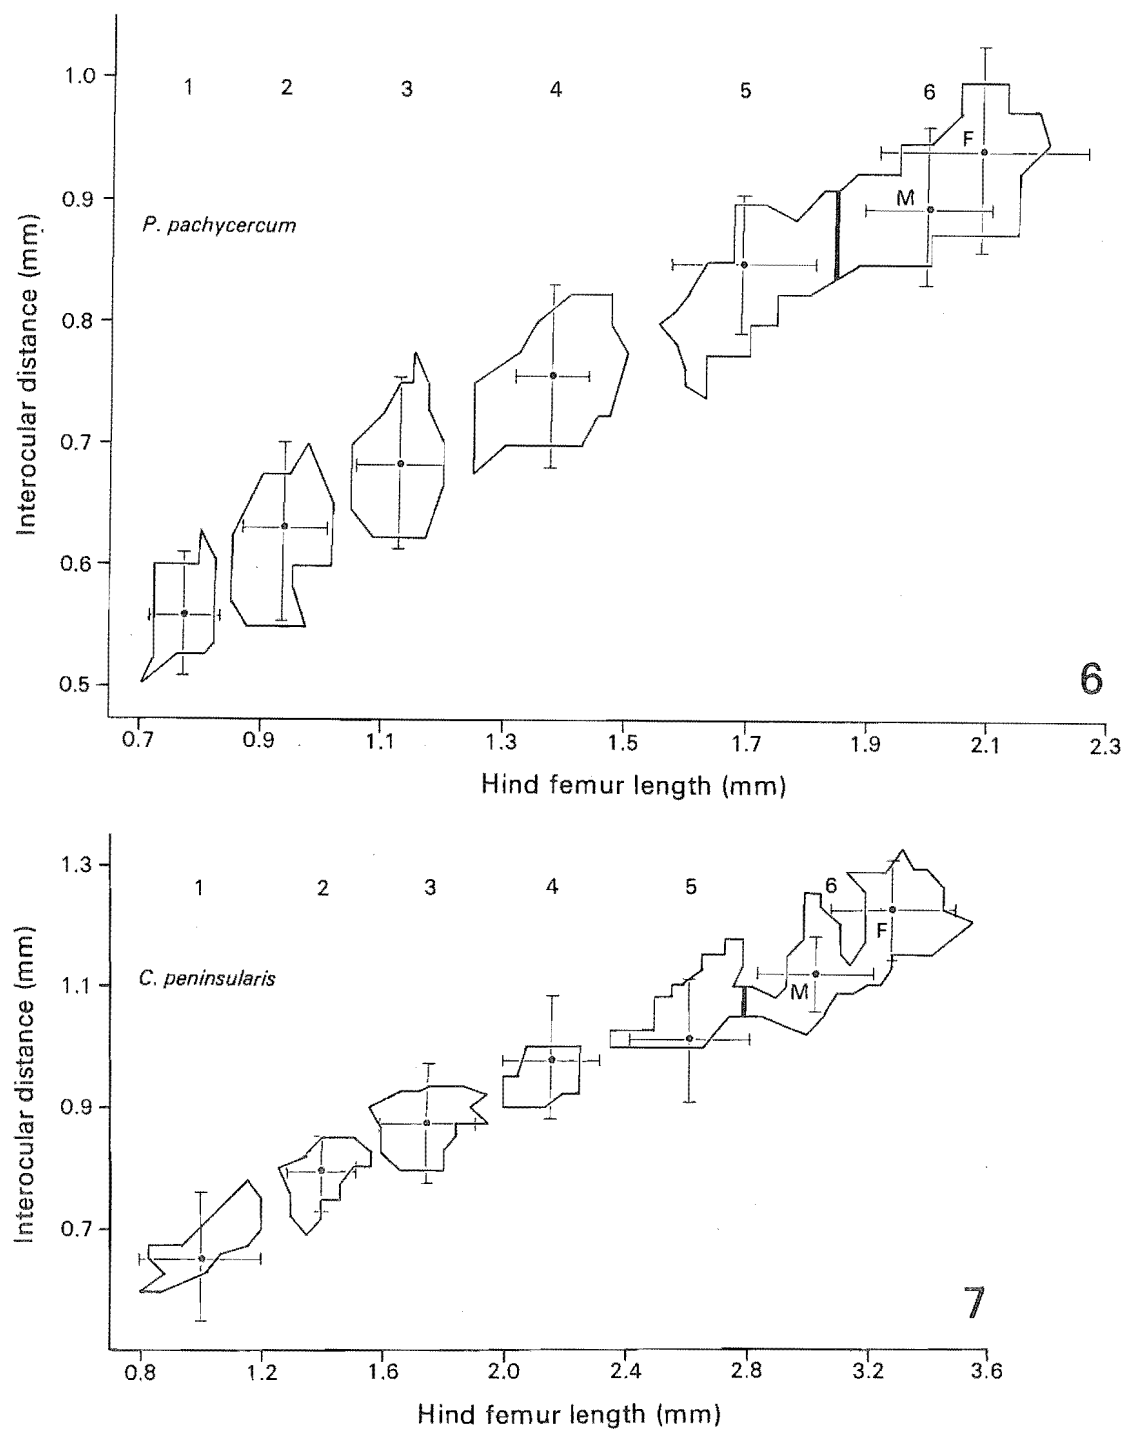 1.0
0.9
0.8
0.7
0.6
0.5
Interocular distance (mm)
1
2
3
4
5
6
F
M
P. pachycercum
6
0.7 0.9 1.1 1.3 1.5 1.7 1.9 2.1 2.3
Hind femur length (mm)
1.3
1.1
0.9
0.7
Interocular distance (mm)
1
2
3
4
5
6
F
M
C. peninsularis
7
0.8 1.2 1.6 2.0 2.4 2.8 3.2 3.6
Hind femur length (mm)